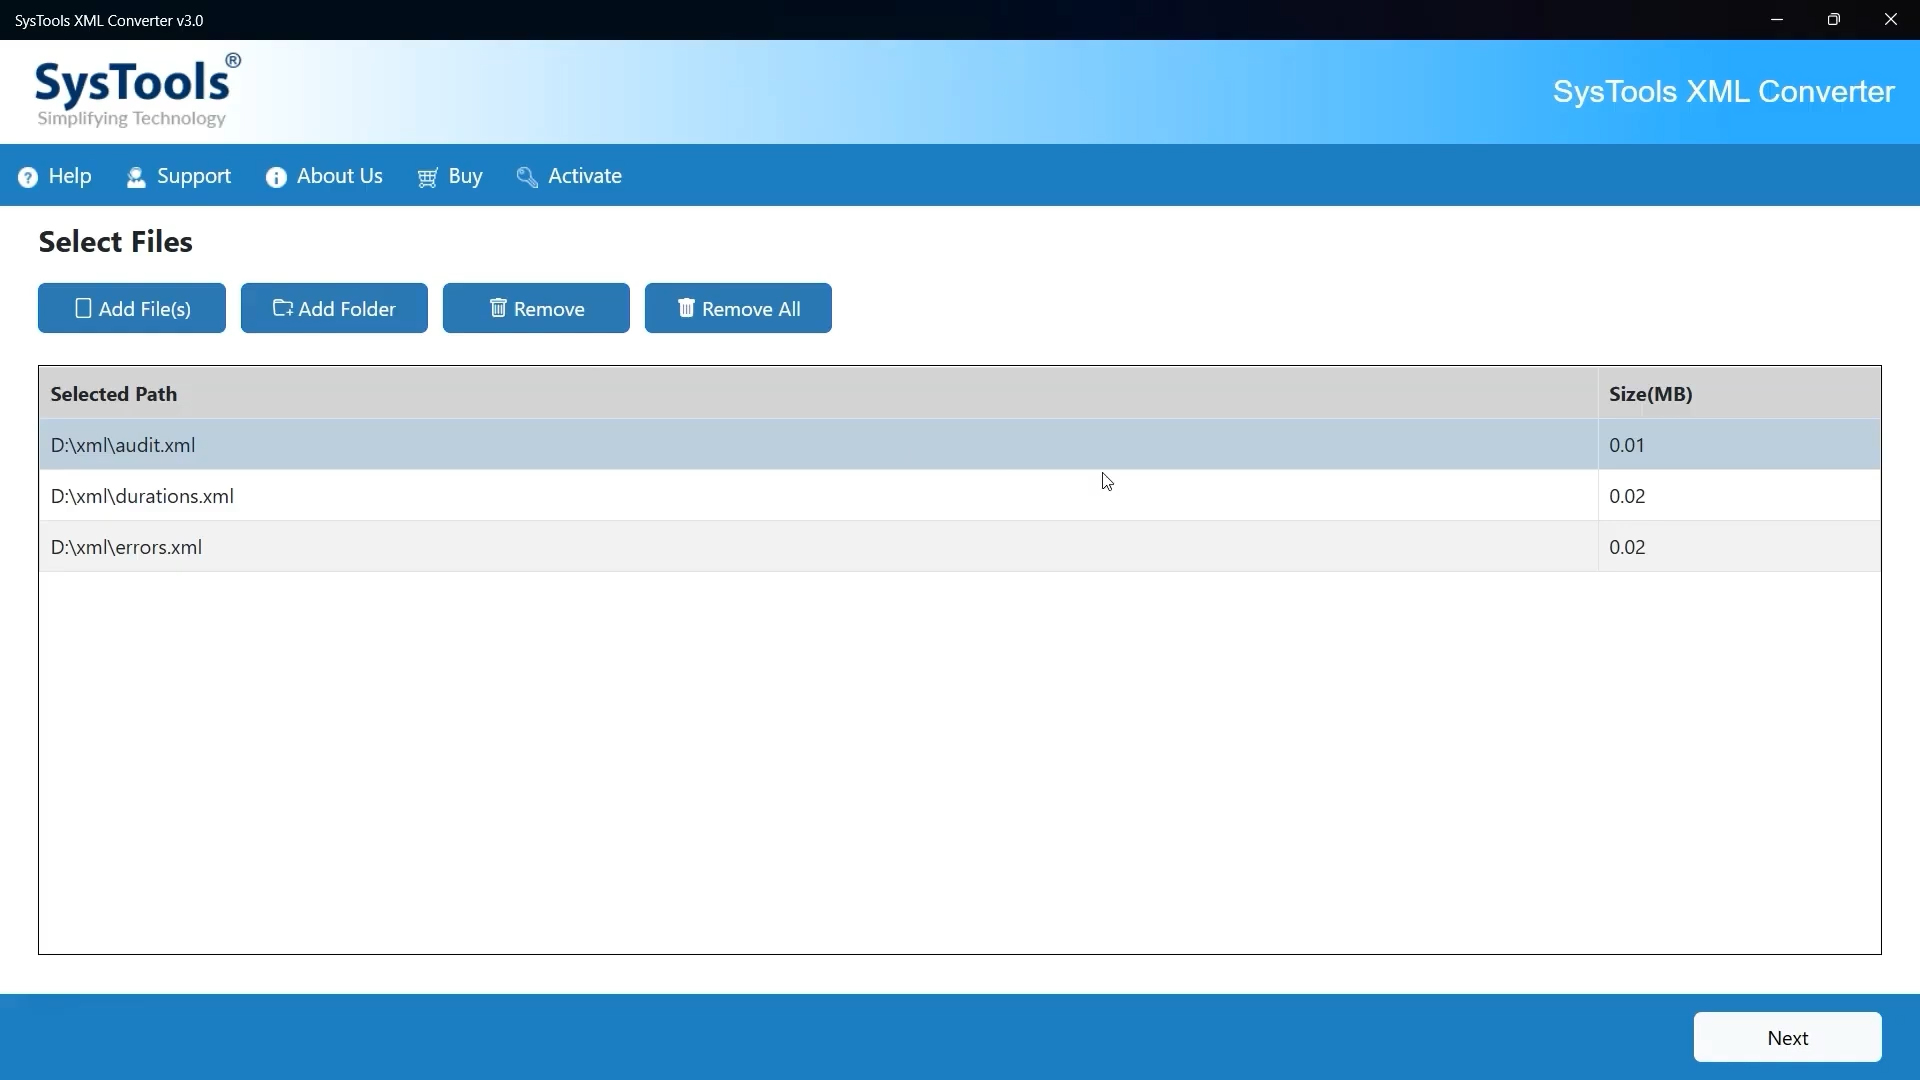 SysTools XML Converter v3.0
SysTools®
Simplifying Technology
SysTools XML Converter
Help Support About Us Buy Activate
Select Files
Add File(s) Add Folder Remove Remove All
Selected Path Size(MB)
D:\xml\audit.xml 0.01
D:\xml\durations.xml 0.02
D:\xml\errors.xml 0.02
Next